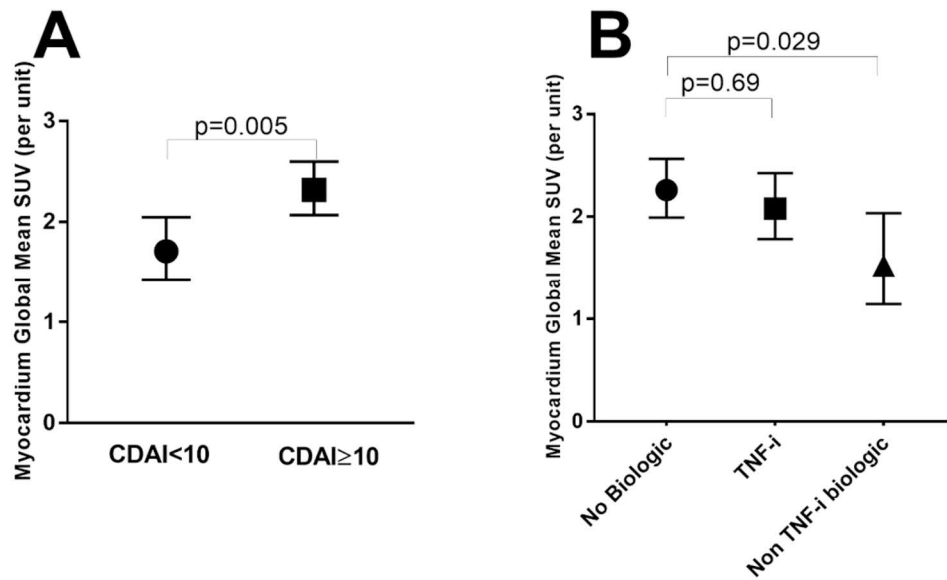 A
Myocardium Global Mean SUV (per unit)
3
2
1
0
p=0.005
CDAI<10
CDAI≥10
B
Myocardium Global Mean SUV (per unit)
3
2
1
0
p=0.029
p=0.69
No Biologic
TNF-i
Non TNF-i biologic